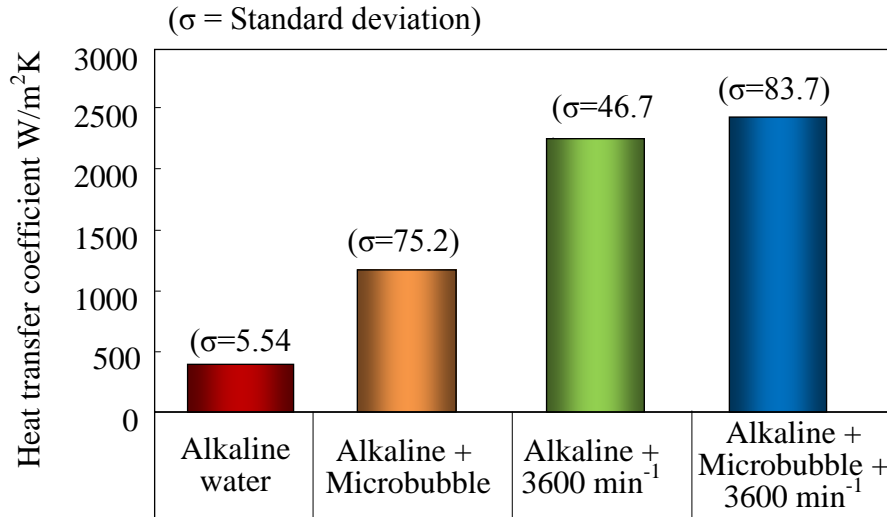 (σ = Standard deviation)
Heat transfer coefficient W/m²K
3000
2500
2000
1500
1000
500
0
(σ=5.54
(σ=75.2)
(σ=46.7
(σ=83.7)
Alkaline
water
Alkaline +
Microbubble
Alkaline +
3600 min⁻¹
Alkaline +
Microbubble +
3600 min⁻¹